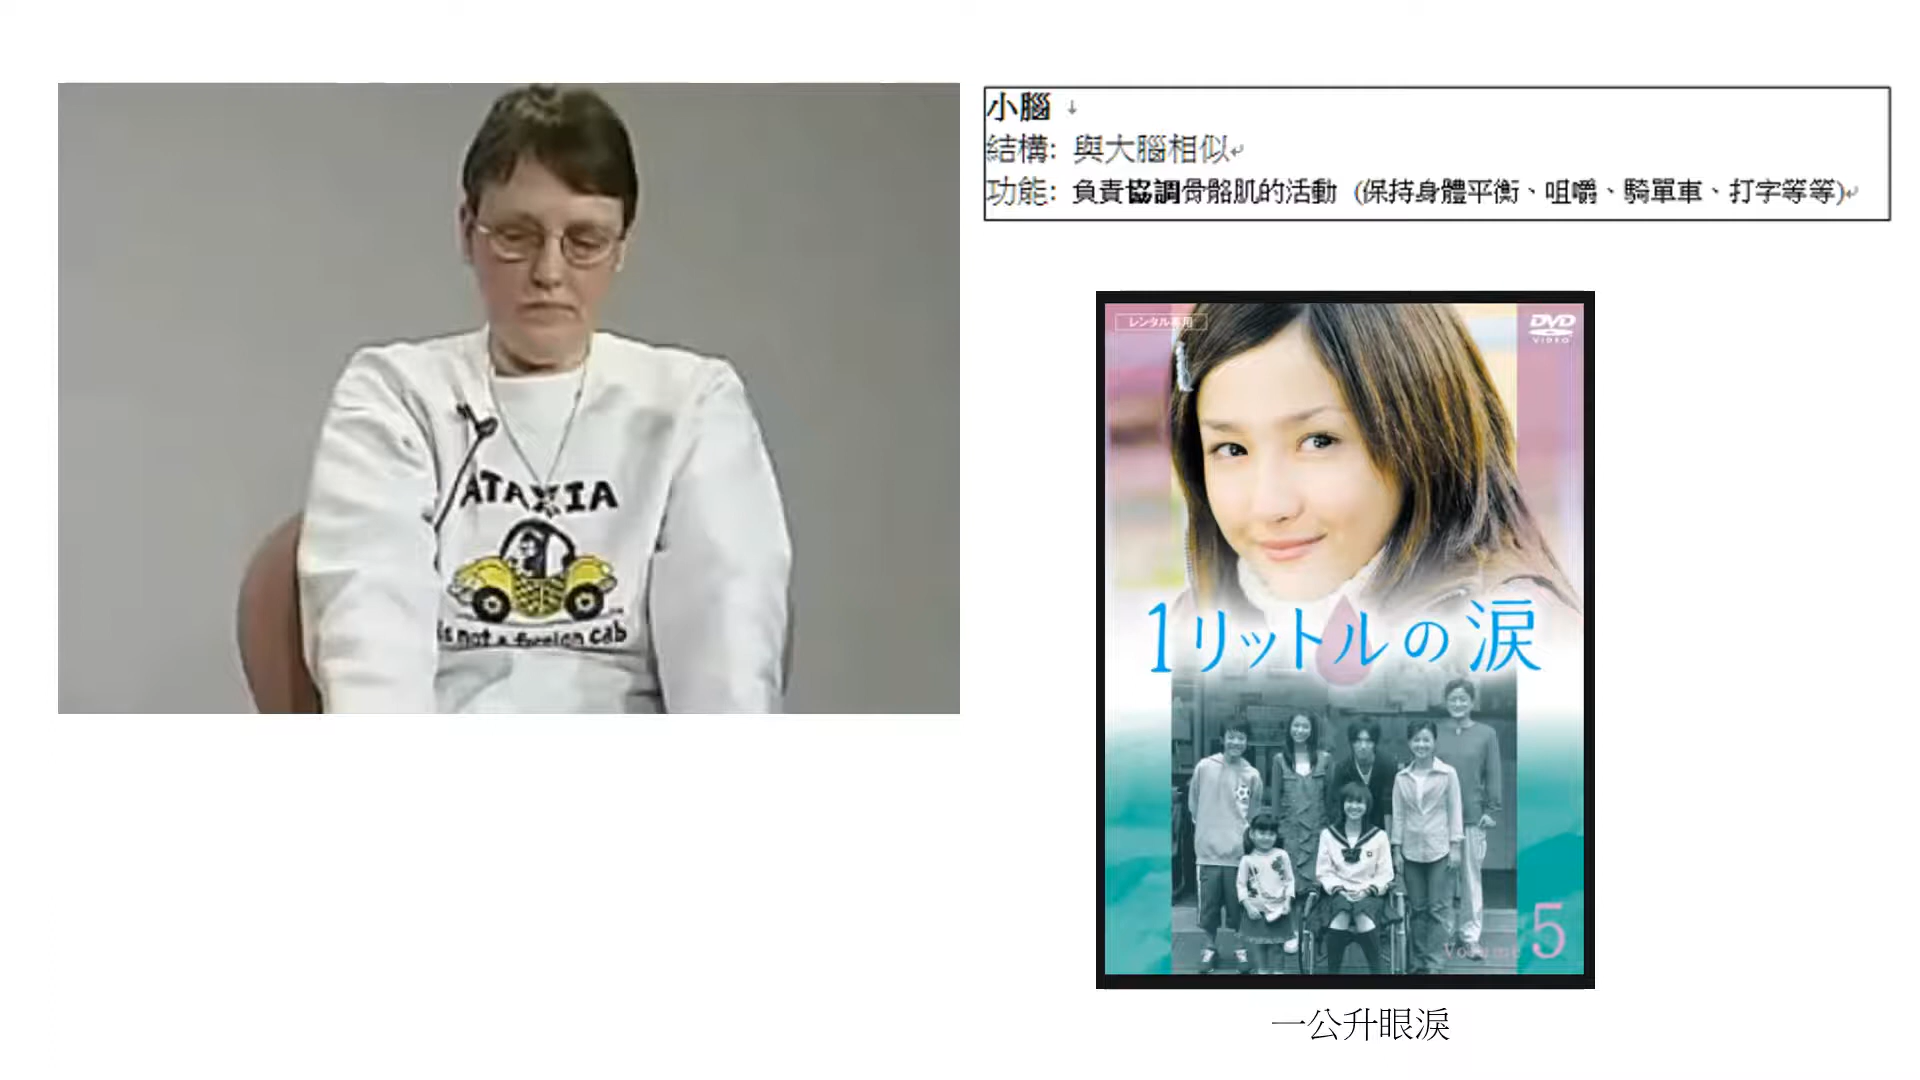 小腦
結構: 與大腦相似
功能: 負責協調骨骼肌的活動 (保持身體平衡、咀嚼、騎單車、打字等等)
ATAXIA
is not a foreign cab
レンタル専用
DVD
VIDEO
1リットルの涙
Volume 5
一公升眼淚